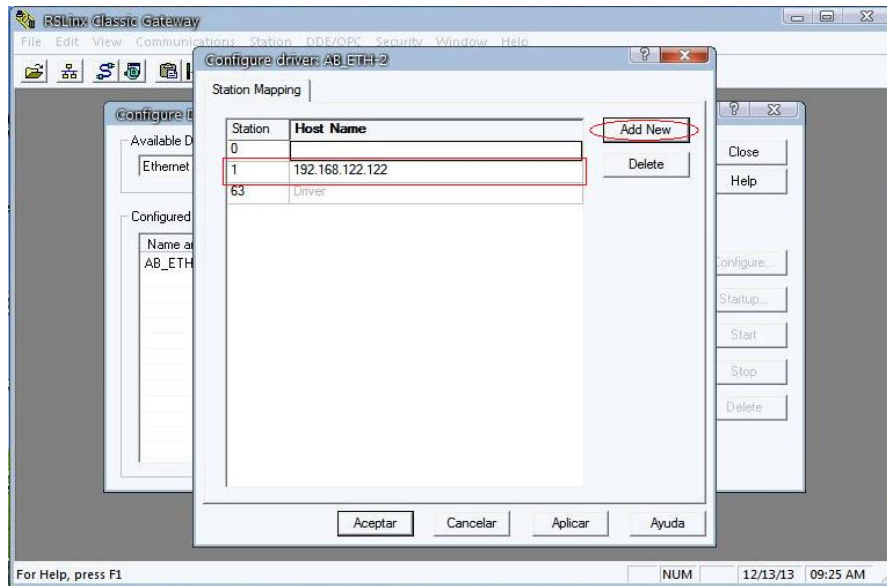 RSLinx Classic Gateway
File Edit View Communications Station DDE/OPC Security Window Help
Configure driver: AB_ETH-2
Station Mapping
Station Host Name
0
1 192.168.122.122
63 Driver
Add New
Delete
Aceptar Cancelar Aplicar Ayuda
Configure
Available
Ethernet
Close
Help
Configured
Name
AB_ETH
Configure...
Startup...
Start
Stop
Delete
For Help, press F1
NUM 12/13/13 09:25 AM